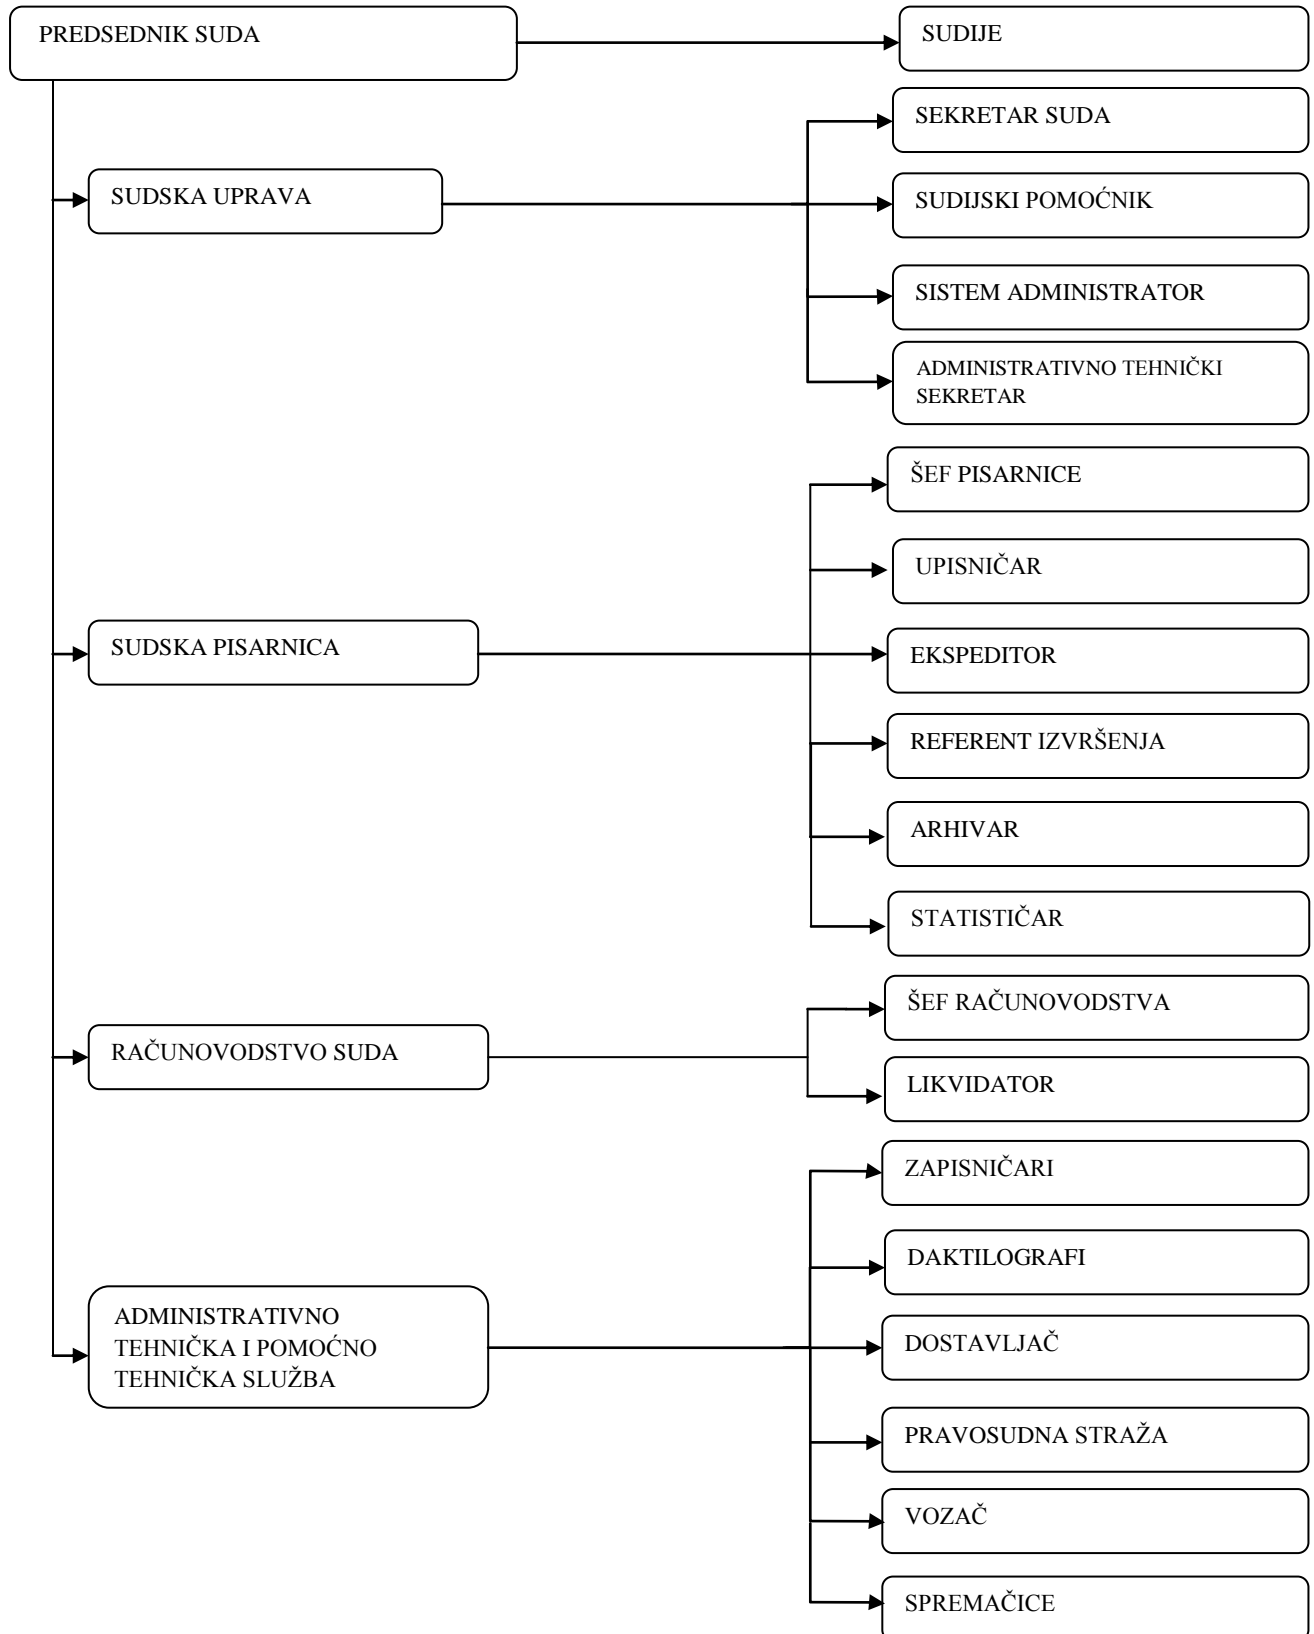 PREDSEDNIK SUDA
SUDIJE
SUDSKA UPRAVA
SEKRETAR SUDA
SUDIJSKI POMOĆNIK
SISTEM ADMINISTRATOR
ADMINISTRATIVNO TEHNIČKI
SEKRETAR
SUDSKA PISARNICA
ŠEF PISARNICE
UPISNIČAR
EKSPEDITOR
REFERENT IZVRŠENJA
ARHIVAR
STATISTIČAR
RAČUNOVODSTVO SUDA
ŠEF RAČUNOVODSTVA
LIKVIDATOR
ADMINISTRATIVNO
TEHNIČKA I POMOĆNO
TEHNIČKA SLUŽBA
ZAPISNIČARI
DAKTILOGRAFI
DOSTAVLJAČ
PRAVOSUDNA STRAŽA
VOZAČ
SPREMAČICE